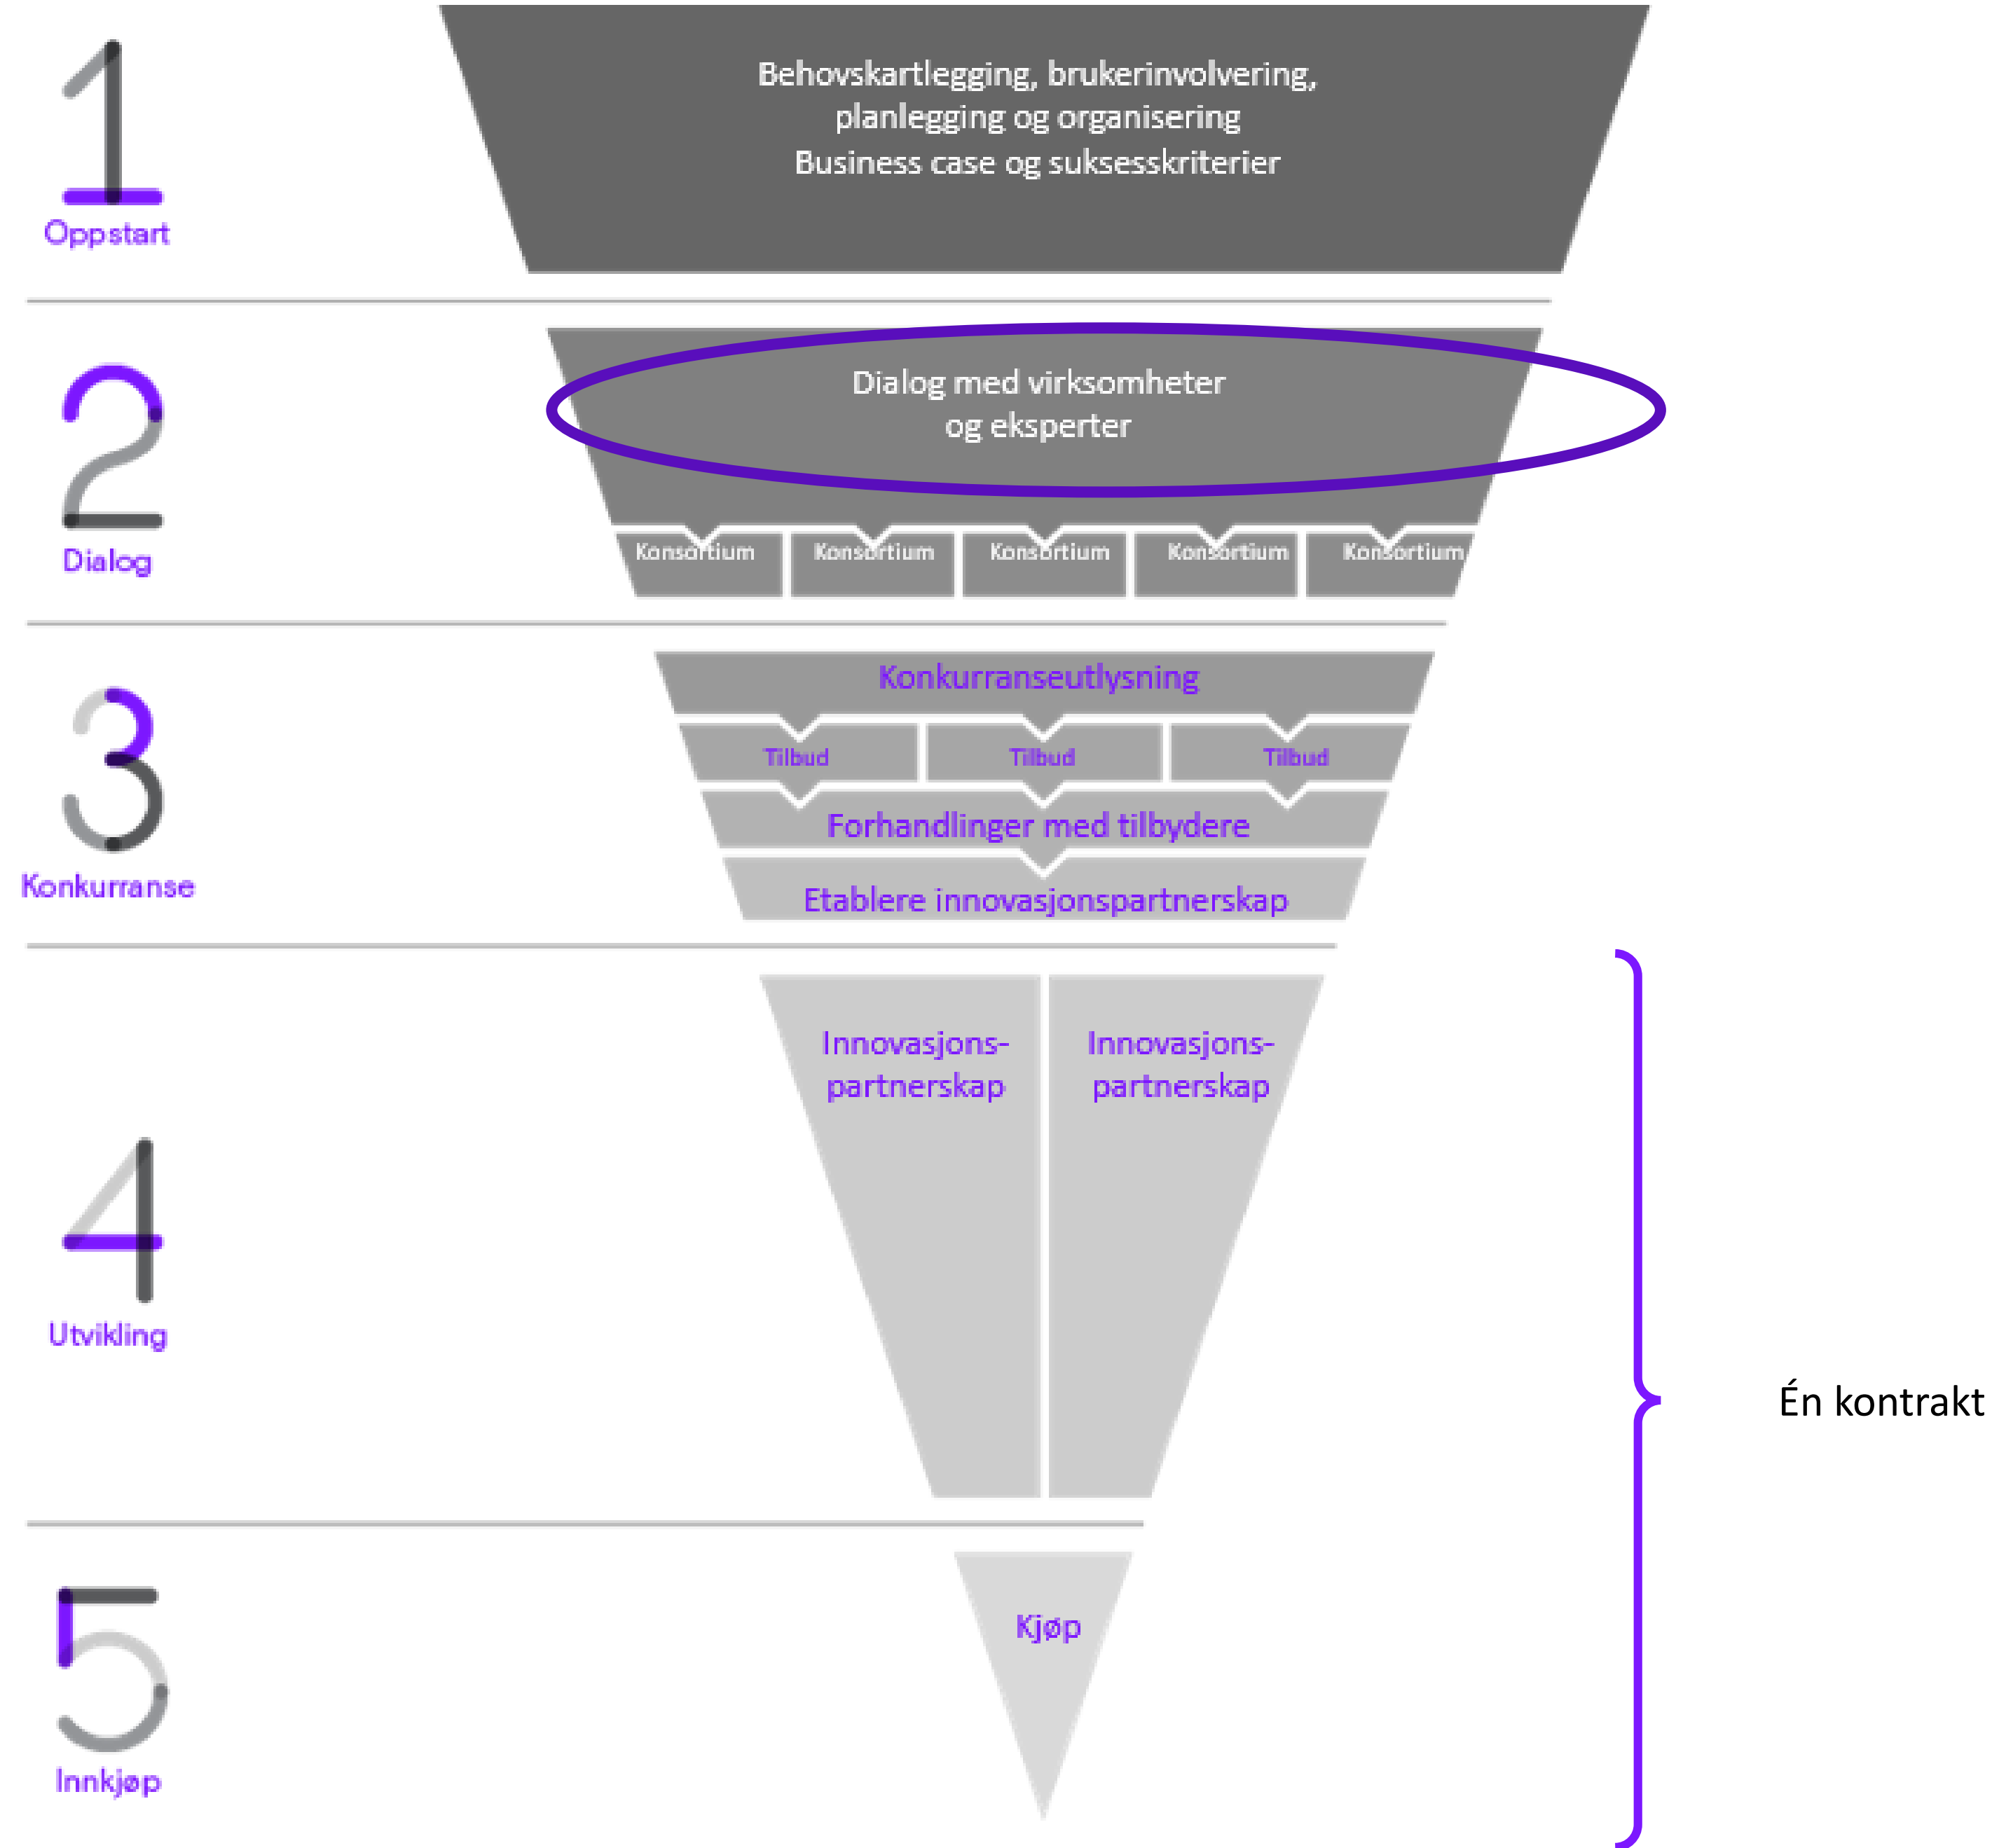 1
Oppstart
Behovskartlegging, brukerinvolvering,
planlegging og organisering
Business case og suksesskriterier
2
Dialog
Dialog med virksomheter
og eksperter
Konsortium Konsortium Konsortium Konsortium Konsortium
3
Konkurranse
Konkurranseutlysning
Tilbud Tilbud Tilbud
Forhandlinger med tilbydere
Etablere innovasjonspartnerskap
4
Utvikling
Innovasjons-
partnerskap
Innovasjons-
partnerskap
Én kontrakt
5
Innkjøp
Kjøp